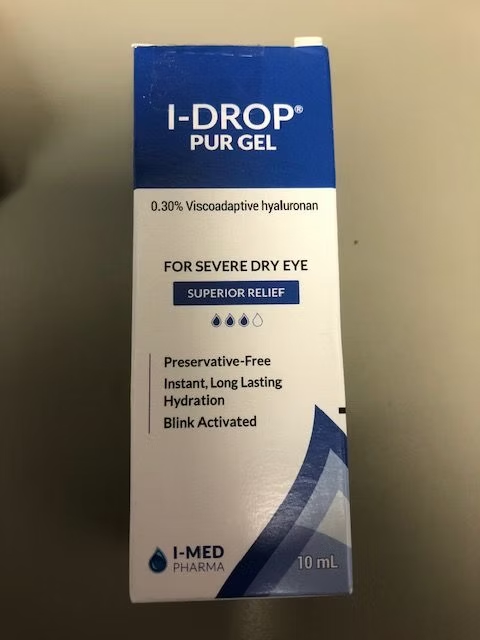 I-DROP®
PUR GEL
0.30% Viscoadaptive hyaluronan
FOR SEVERE DRY EYE
SUPERIOR RELIEF
Preservative-Free
Instant, Long Lasting
Hydration
Blink Activated
I-MED
PHARMA
10 mL